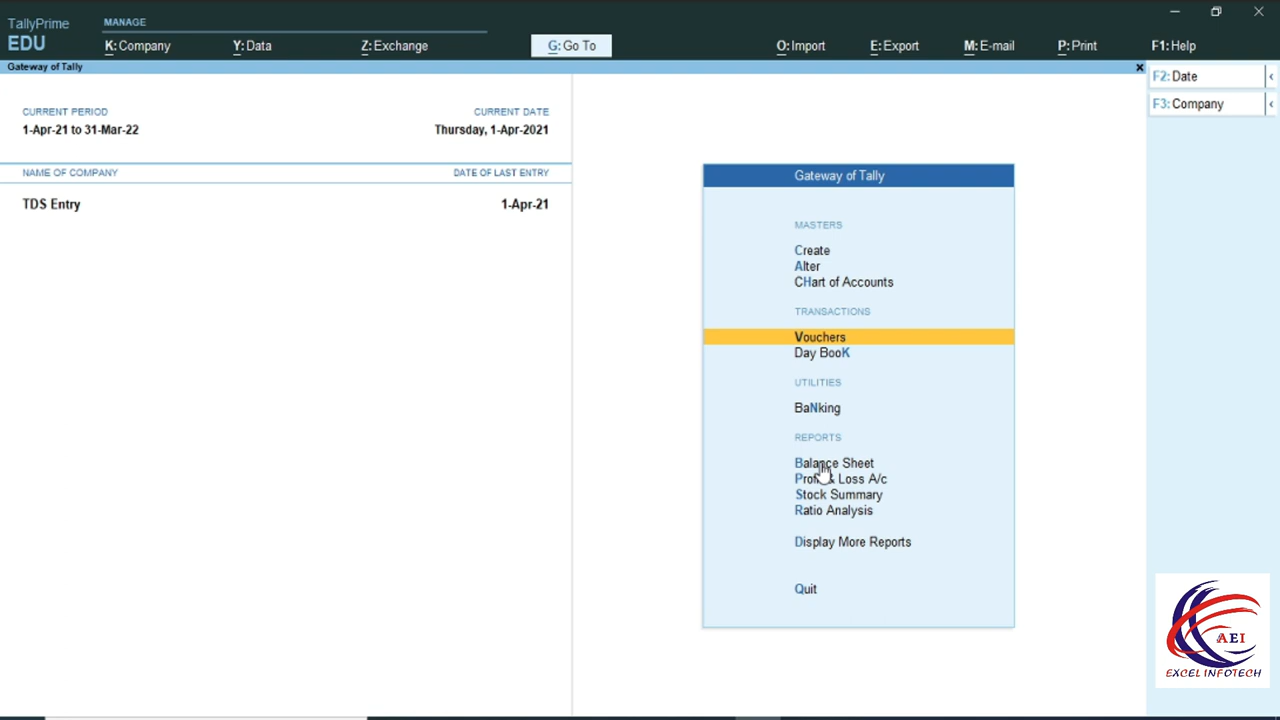 TallyPrime
EDU
MANAGE
K: Company
Y: Data
Z: Exchange
G: Go To
O: Import
E: Export
M: E-mail
P: Print
F1: Help
Gateway of Tally
x
F2: Date
F3: Company
CURRENT PERIOD
CURRENT DATE
1-Apr-21 to 31-Mar-22
Thursday, 1-Apr-2021
NAME OF COMPANY
DATE OF LAST ENTRY
TDS Entry
1-Apr-21
Gateway of Tally
MASTERS
Create
Alter
CHart of Accounts
TRANSACTIONS
Vouchers
Day BooK
UTILITIES
BaNking
REPORTS
Balance Sheet
Profit & Loss A/c
Stock Summary
Ratio Analysis
Display More Reports
Quit
AEI
EXCEL INFOTECH